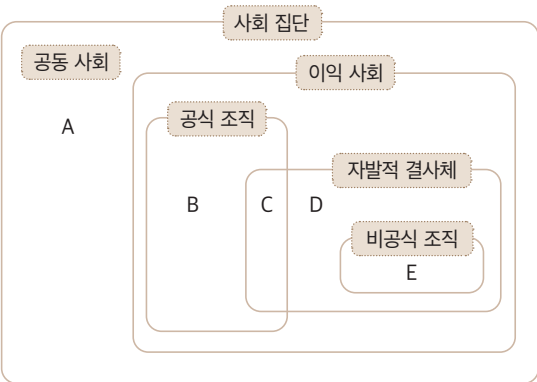 사회 집단
공동 사회
이익 사회
A
공식 조직
자발적 결사체
B
C
D
비공식 조직
E